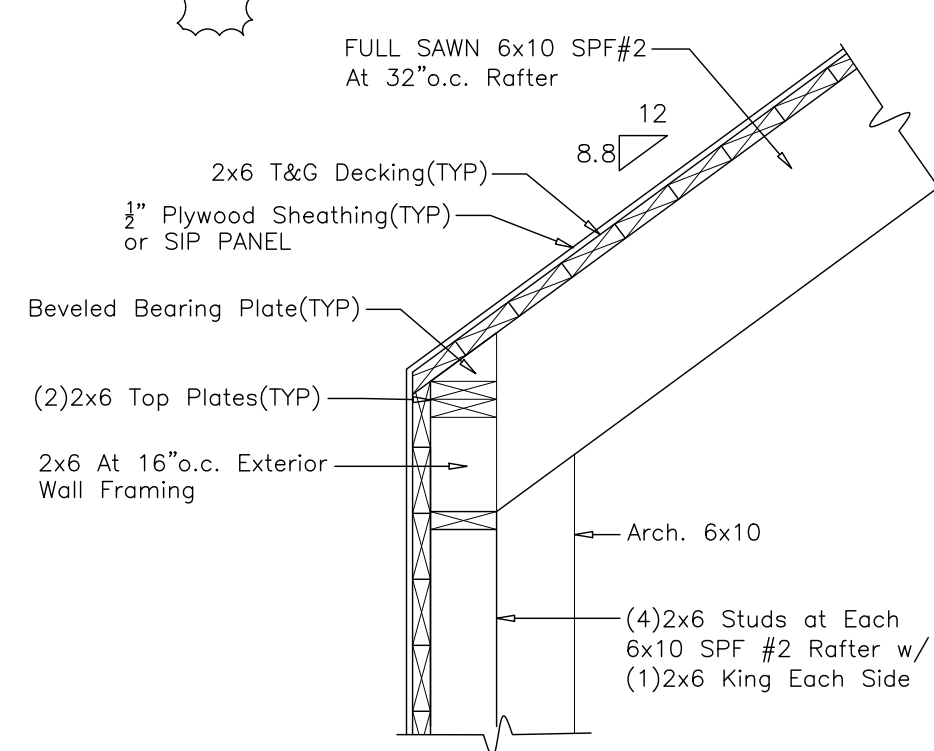 FULL SAWN 6x10 SPF#2
At 32"o.c. Rafter
12
8.8
2x6 T&G Decking(TYP)
1/2" Plywood Sheathing(TYP)
or SIP PANEL
Beveled Bearing Plate(TYP)
(2)2x6 Top Plates(TYP)
2x6 At 16"o.c. Exterior
Wall Framing
Arch. 6x10
(4)2x6 Studs at Each
6x10 SPF #2 Rafter w/
(1)2x6 King Each Side